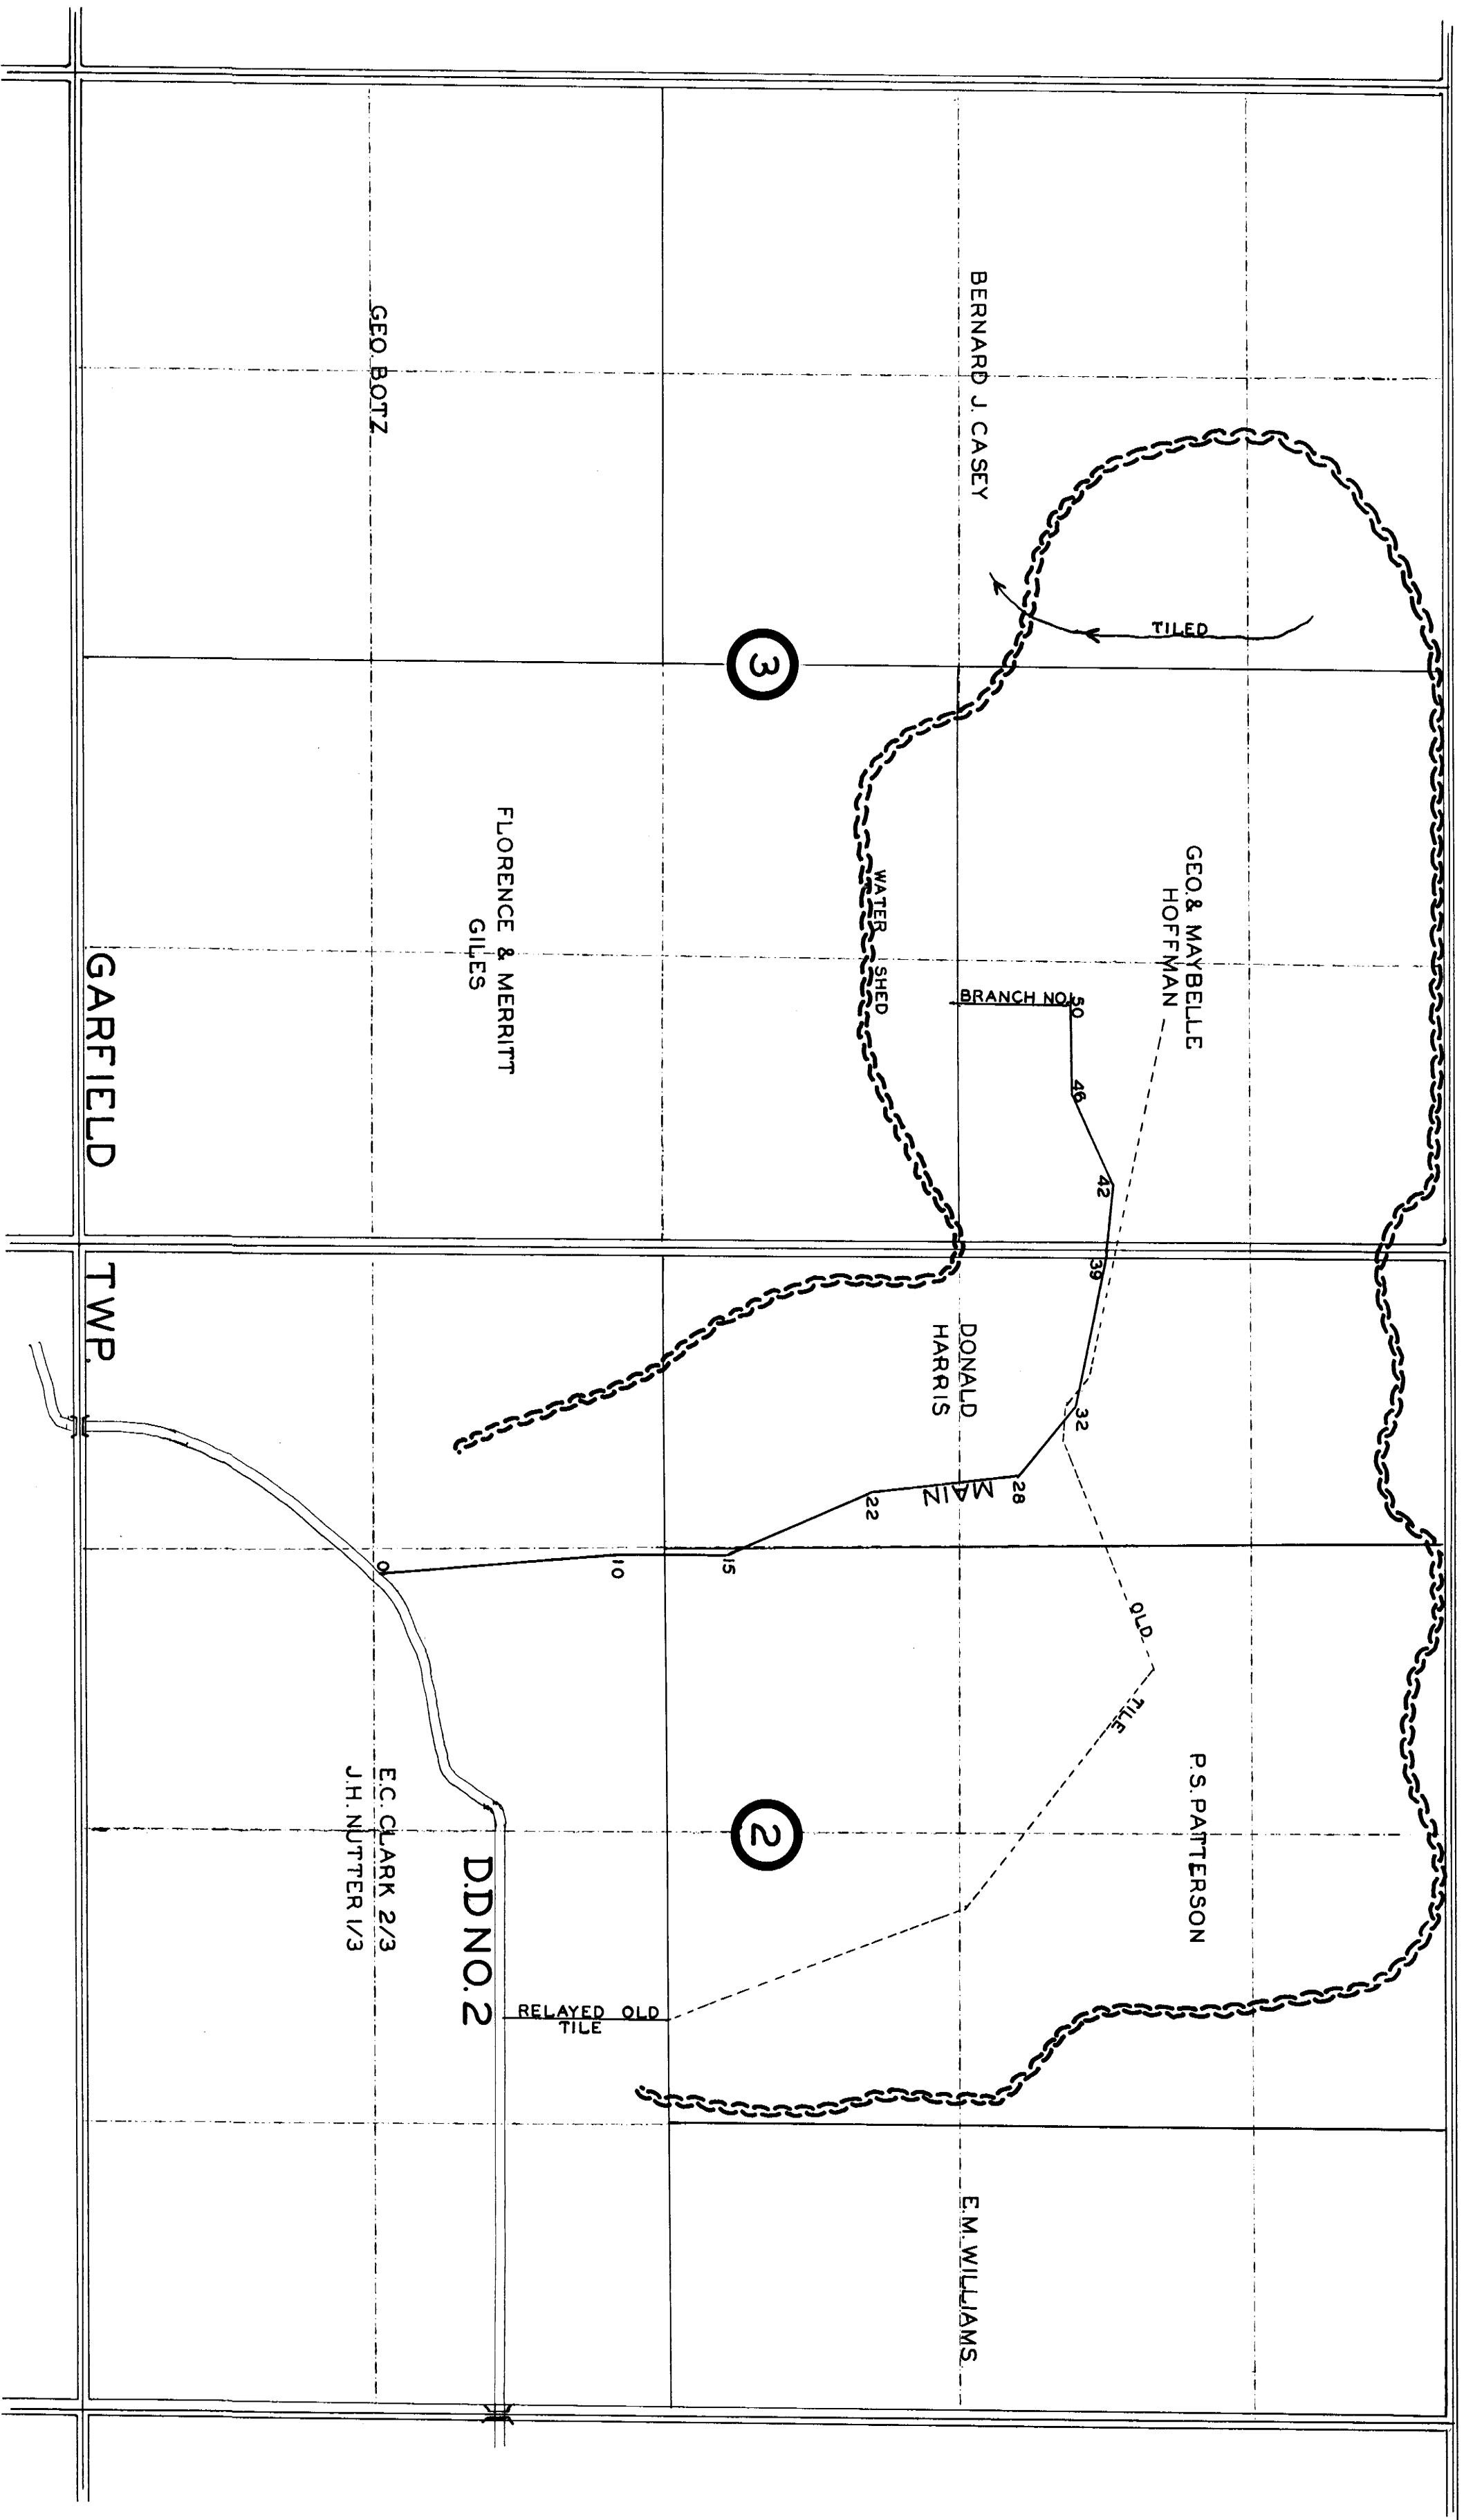 GEO. & MAYBELLE
HOFFMAN
P.S. PATTERSON
TILED
OLD
TILE
BRANCH NO.1
50
46
42
39
32
28
BERNARD J. CASEY
DONALD
HARRIS
MAIN
E.M. WILLIAMS
WATER SHED
22
3
2
15
10
RELAYED OLD
TILE
FLORENCE & MERRITT
GILES
D.D NO. 2
0
GEO. BOTZ
E.C. CLARK 2/3
J.H. NUTTER 1/3
GARFIELD TWP.